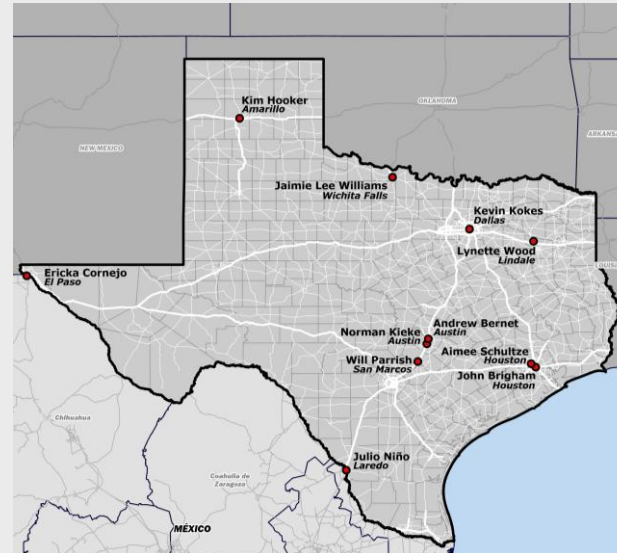 Kim Hooker
Amarillo
OKLAHOMA
NEW MEXICO
ARKANSAS
Jaimie Lee Williams
Wichita Falls
Kevin Kokes
Dallas
Lynette Wood
Lindale
Ericka Cornejo
El Paso
Norman Kieke
Austin
Andrew Bernet
Austin
Aimee Schultze
Houston
Will Parrish
San Marcos
John Brigham
Houston
Chihuahua
Julio Niño
Laredo
Coahuila de
Zaragoza
MÉXICO